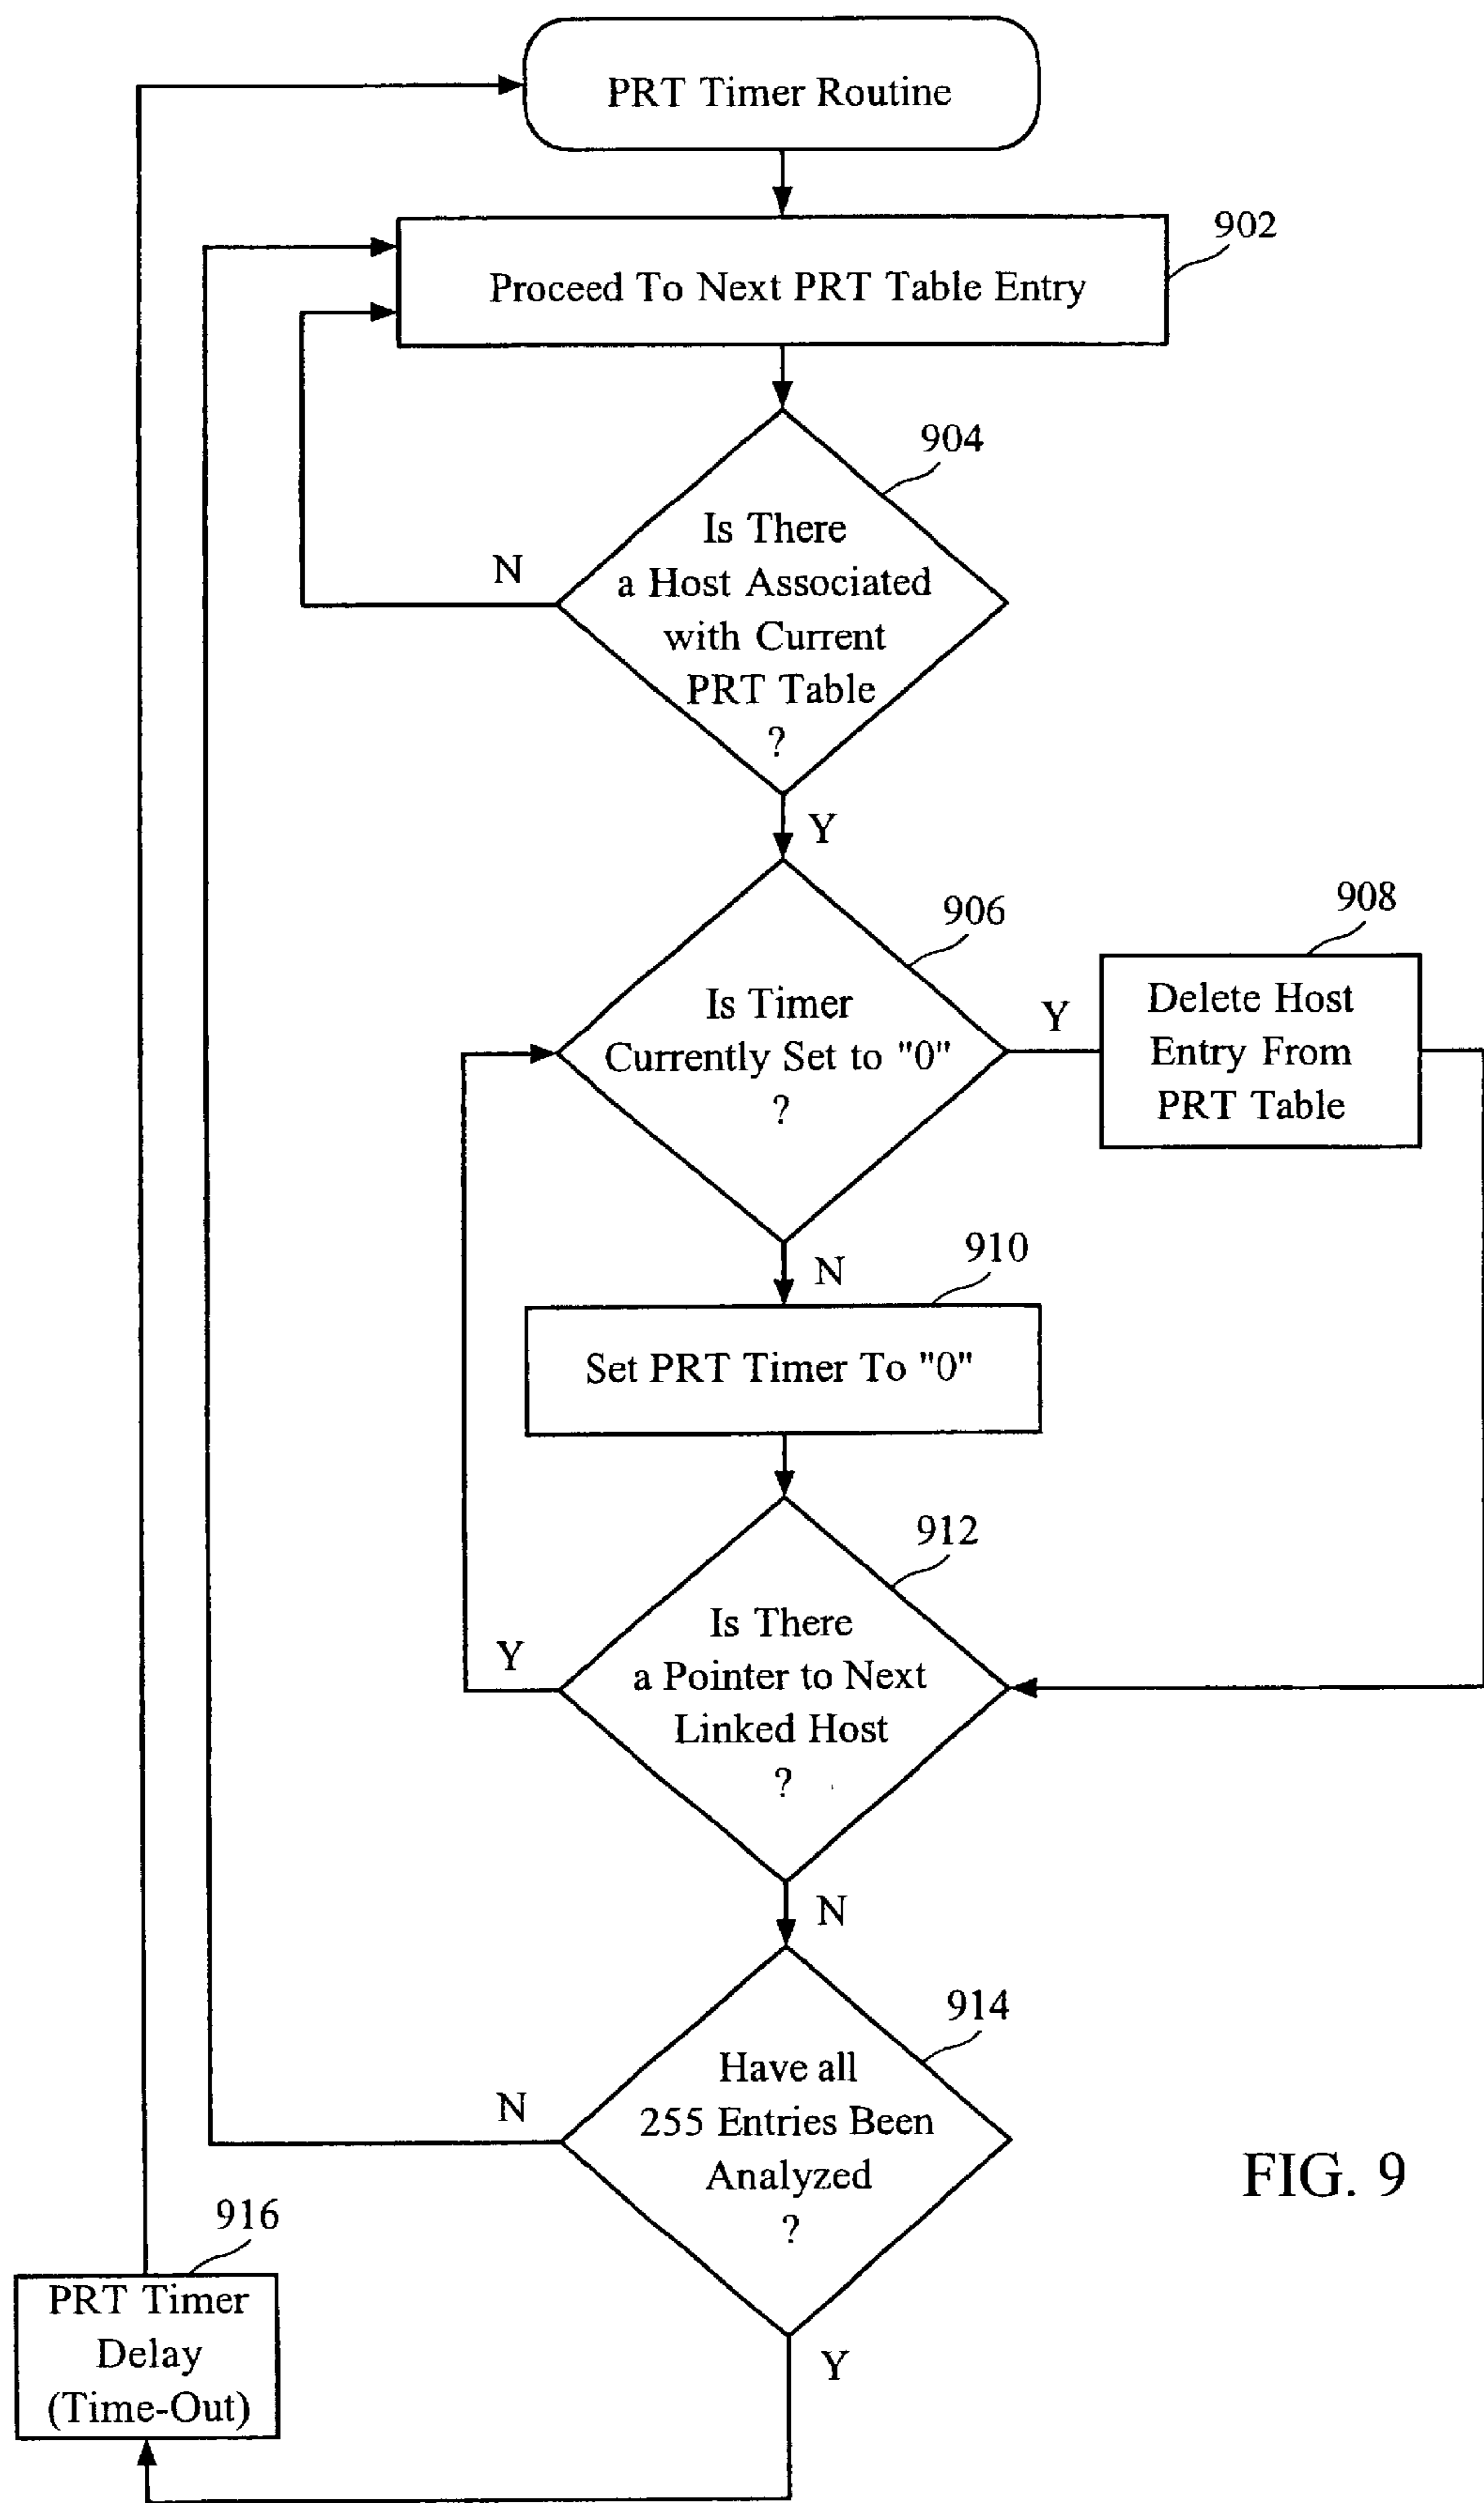 PRT Timer Routine
902
Proceed To Next PRT Table Entry
904
Is There
a Host Associated
with Current
PRT Table
?
N
Y
906
Is Timer
Currently Set to "0"
?
Y
908
Delete Host
Entry From
PRT Table
N
910
Set PRT Timer To "0"
912
Is There
a Pointer to Next
Linked Host
?
Y
N
914
Have all
255 Entries Been
Analyzed
?
N
Y
916
PRT Timer
Delay
(Time-Out)
FIG. 9